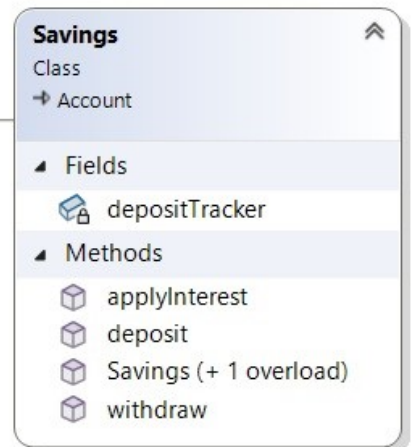 Savings
Class
Account
Fields
depositTracker
Methods
applyInterest
deposit
Savings (+ 1 overload)
withdraw